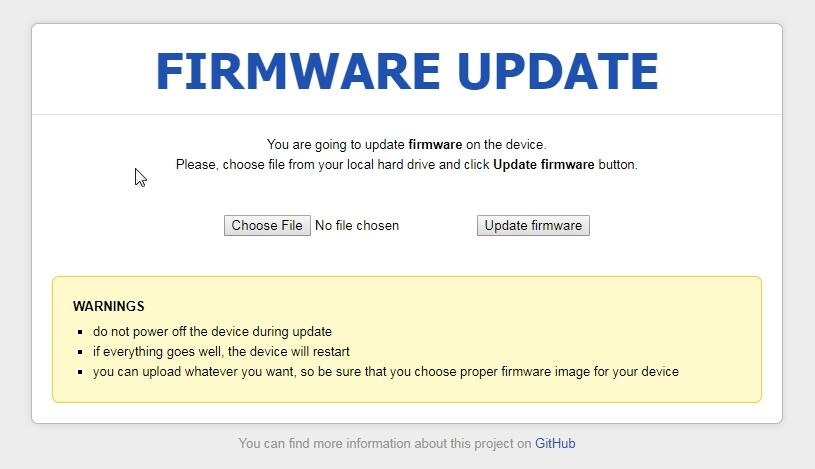 FIRMWARE UPDATE
You are going to update firmware on the device.
Please, choose file from your local hard drive and click Update firmware button.
Choose File No file chosen Update firmware
WARNINGS
do not power off the device during update
if everything goes well, the device will restart
you can upload whatever you want, so be sure that you choose proper firmware image for your device
You can find more information about this project on GitHub